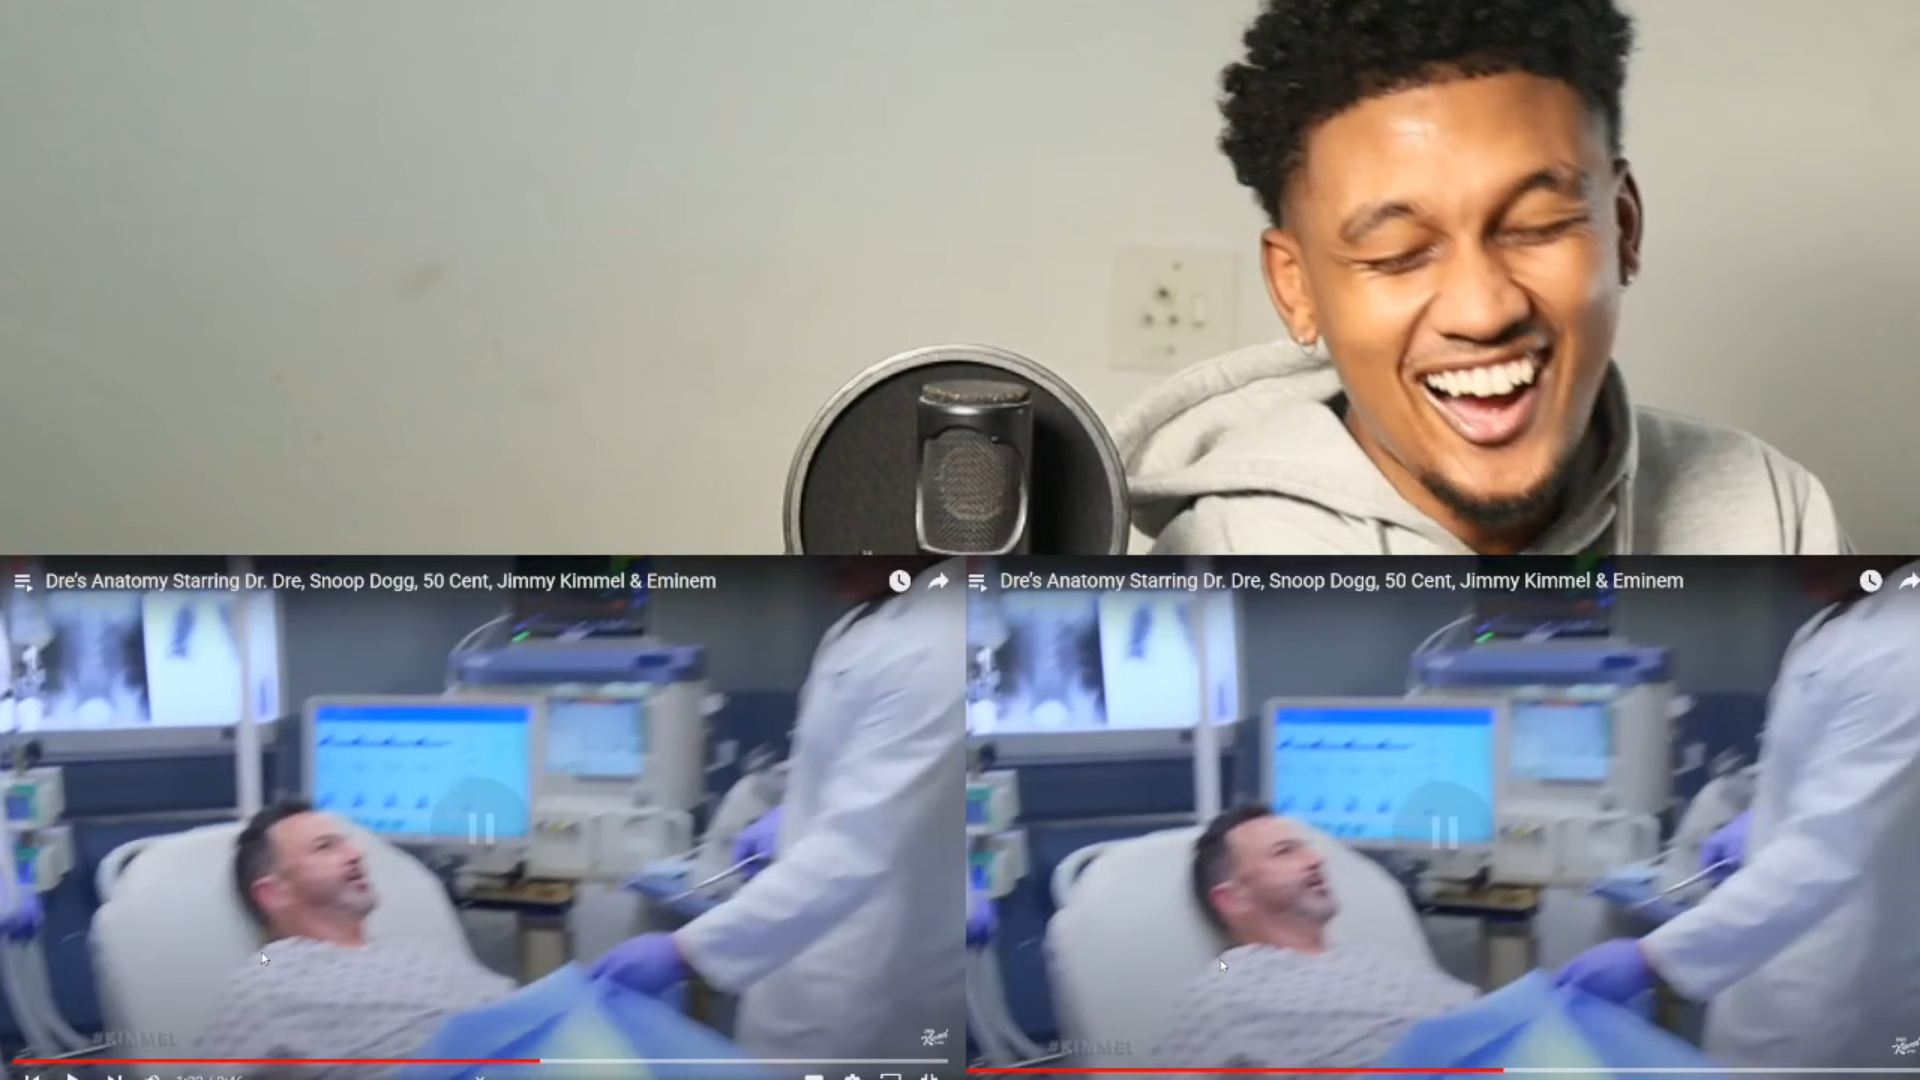 Dre's Anatomy Starring Dr. Dre, Snoop Dogg, 50 Cent, Jimmy Kimmel & Eminem
Dre's Anatomy Starring Dr. Dre, Snoop Dogg, 50 Cent, Jimmy Kimmel & Eminem
#KIMMEL
#KIMMEL